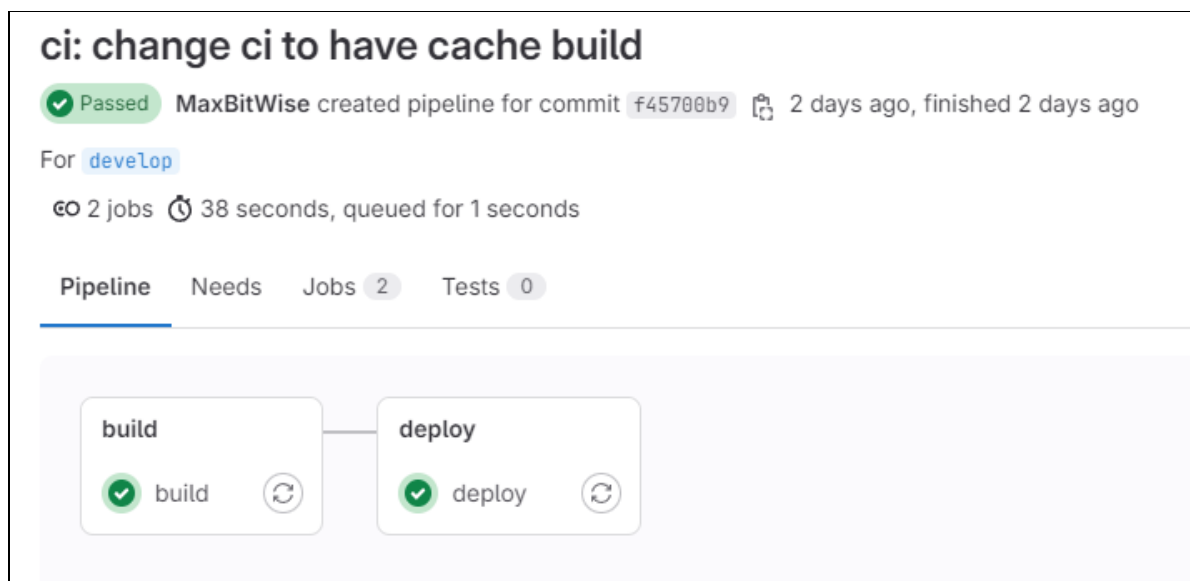 ci: change ci to have cache build
Passed MaxBitWise created pipeline for commit f45700b9 2 days ago, finished 2 days ago
For develop
2 jobs 38 seconds, queued for 1 seconds
Pipeline Needs Jobs 2 Tests 0
build deploy
build deploy